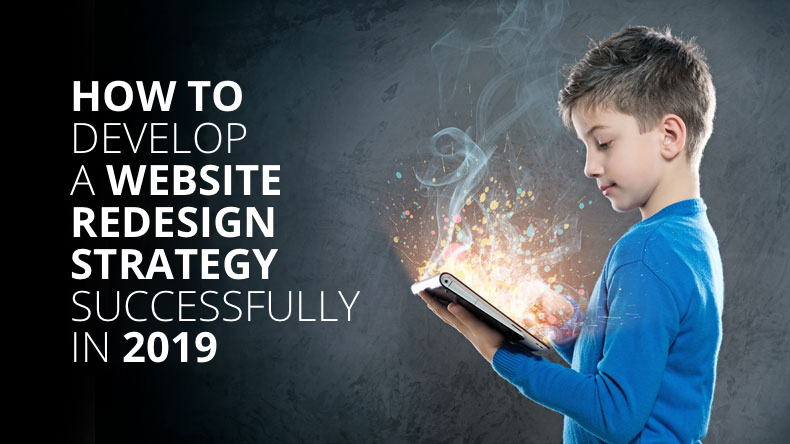 HOW TO
DEVELOP
A WEBSITE
REDESIGN
STRATEGY
SUCCESSFULLY
IN 2019